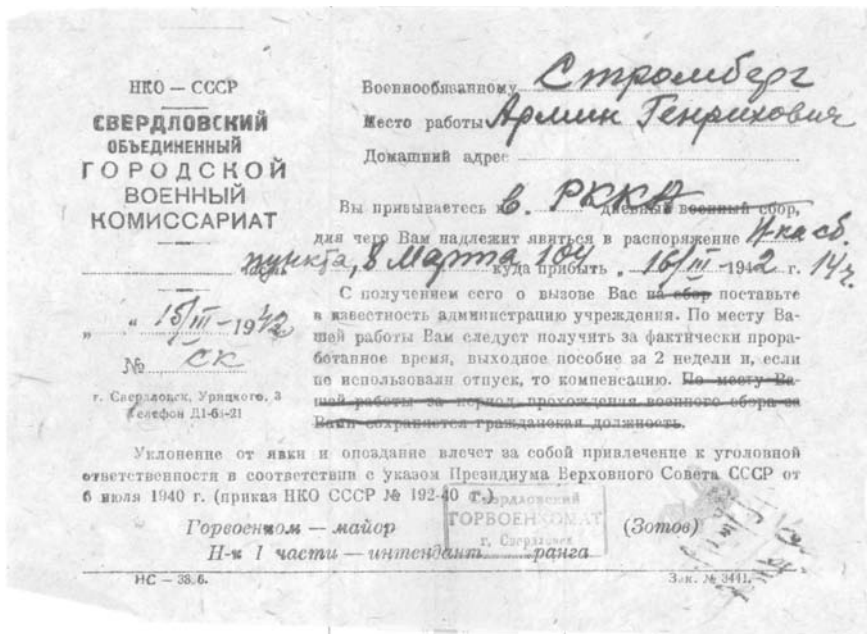 НКО — СССР
СВЕРДЛОВСКИЙ
ОБЪЕДИНЕННЫЙ
ГОРОДСКОЙ
ВОЕННЫЙ
КОМИССАРИАТ
„ “ 15/III - 1942
№ СК
г. Свердловск, Урицкого, 3
Телефон Д1-61-21
Военнообязанному Стромберг
Место работы Армин Генрихович
Домашний адрес
Вы призываетесь в. РККА дневный военный сбор,
для чего Вам надлежит явиться в распоряжение Н-ка сб.
пункта, 8 Марта 104 куда прибыть 16/III - 1942 г. 14 ч.
С получением сего о вызове Вас на сбор поставьте
в известность администрацию учреждения. По месту Ва-
шей работы Вам следует получить за фактически прора-
ботанное время, выходное пособие за 2 недели и, если
не использовали отпуск, то компенсацию. По месту Ва-
шей работы за период прохождения военного сбора за
Вами сохраняется гражданская должность.
Уклонение от явки и опоздание влечет за собой привлечение к уголовной
ответственности в соответствии с указом Президиума Верховного Совета СССР от
6 июля 1940 г. (приказ НКО СССР № 192-40 г.)
Горвоенком — майор (Зотов)
Н-к 1 части — интендант ранга
Свердловский
ГОРВОЕНКОМАТ
г. Свердловск
НС — 38.6. Зак. № 3441.